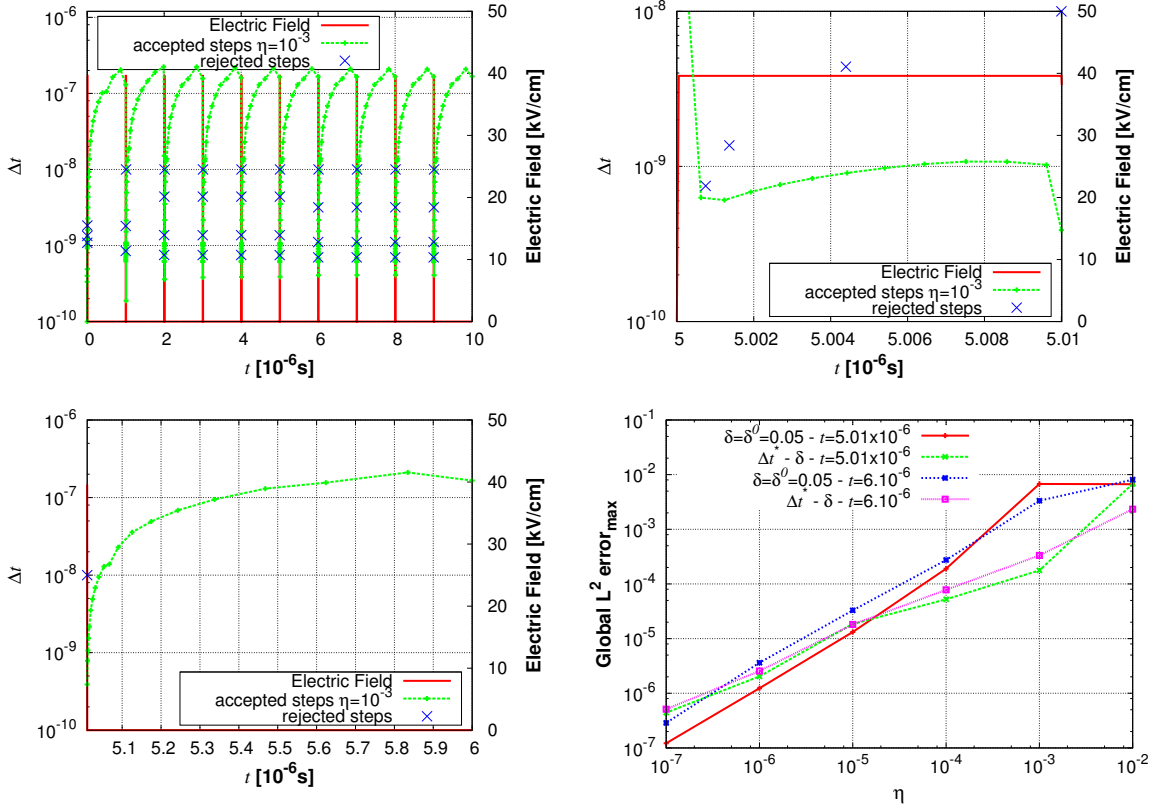 Electric Field
accepted steps η=10^-3
rejected steps
10^-6
10^-7
10^-8
10^-9
10^-10
50
40
30
20
10
0
0 1 2 3 4 5 6 7 8 9 10
Δt
Electric Field [kV/cm]
t [10^-6s]
10^-8
10^-9
10^-10
50
40
30
20
10
0
Δt
Electric Field [kV/cm]
Electric Field
accepted steps η=10^-3
rejected steps
5 5.002 5.004 5.006 5.008 5.01
t [10^-6s]
10^-6
10^-7
10^-8
10^-9
10^-10
50
40
30
20
10
0
Δt
Electric Field [kV/cm]
Electric Field
accepted steps η=10^-3
rejected steps
5.1 5.2 5.3 5.4 5.5 5.6 5.7 5.8 5.9 6
t [10^-6s]
10^-1
10^-2
10^-3
10^-4
10^-5
10^-6
10^-7
Global L^2 error_max
δ=δ^0=0.05 - t=5.01x10^-6
Δt^* - δ - t=5.01x10^-6
δ=δ^0=0.05 - t=6.10^-6
Δt^* - δ - t=6.10^-6
10^-7 10^-6 10^-5 10^-4 10^-3 10^-2
η